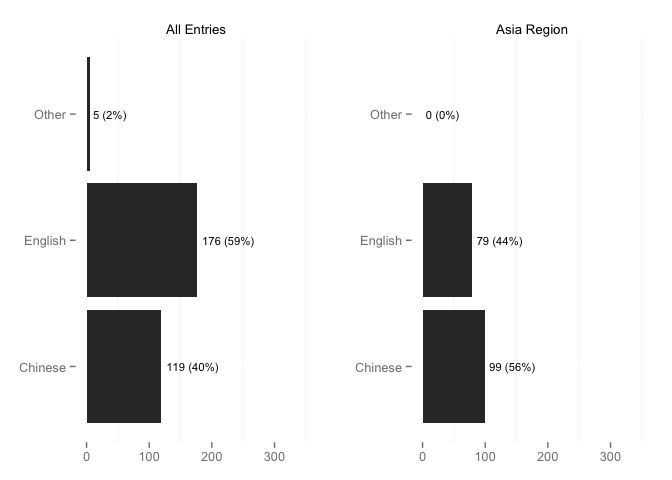 All Entries
Other
5 (2%)
English
176 (59%)
Chinese
119 (40%)
0 100 200 300
Asia Region
Other
0 (0%)
English
79 (44%)
Chinese
99 (56%)
0 100 200 300